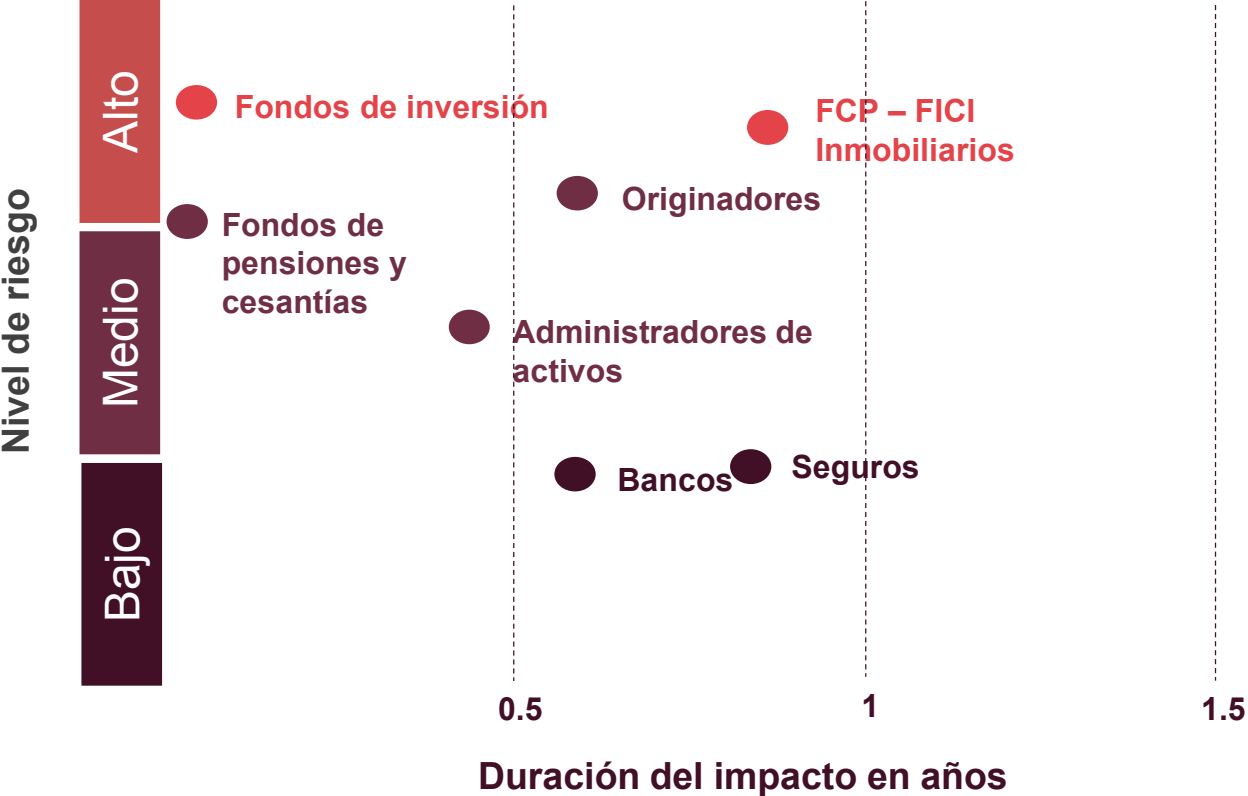 Nivel de riesgo
Alto
Medio
Bajo
Fondos de inversión
FCP – FICI
Inmobiliarios
Originadores
Fondos de
pensiones y
cesantías
Administradores de
activos
Bancos
Seguros
0.5
1
1.5
Duración del impacto en años